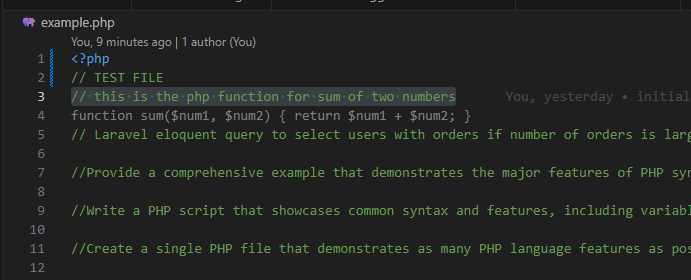 example.php
You, 9 minutes ago | 1 author (You)
1 <?php
2 // TEST FILE
3 // this is the php function for sum of two numbers You, yesterday • initial
4 function sum($num1, $num2) { return $num1 + $num2; }
5 // Laravel eloquent query to select users with orders if number of orders is
6
7 //Provide a comprehensive example that demonstrates the major features of PHP
8
9 //Write a PHP script that showcases common syntax and features, including
10
11 //Create a single PHP file that demonstrates as many PHP language features as
12